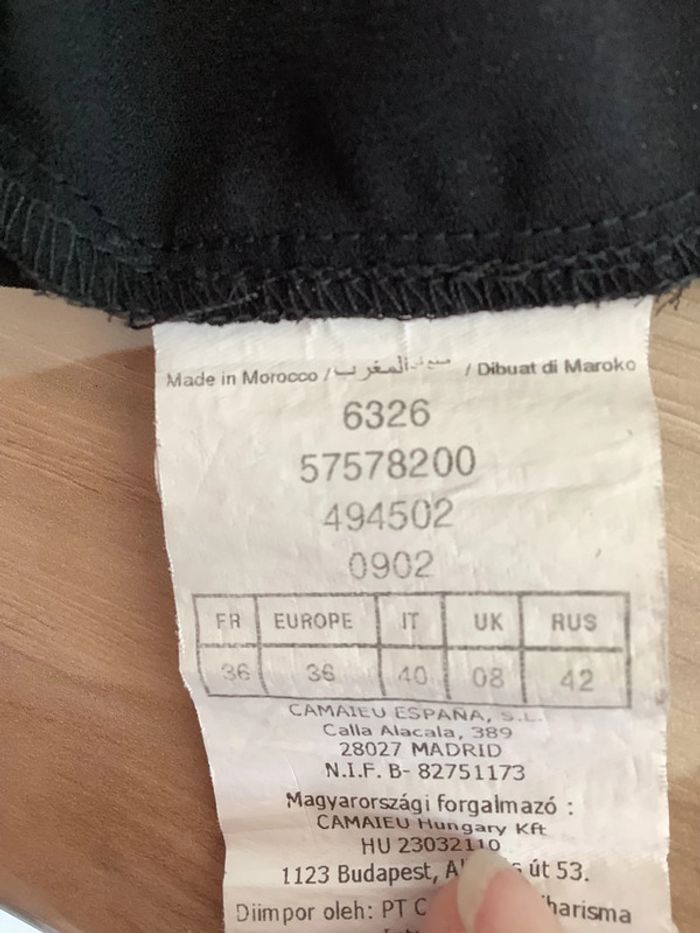 Made in Morocco / صنع في المغرب / Dibuat di Maroko
6326
57578200
494502
0902
FR EUROPE IT UK RUS
36 36 40 08 42
CAMAIEU ESPAÑA, S.L.
Calla Alacala, 389
28027 MADRID
N.I.F. B- 82751173
Magyarországi forgalmazó :
CAMAIEU Hungary Kft
HU 23032110
1123 Budapest, út 53.
Diimpor oleh: PT